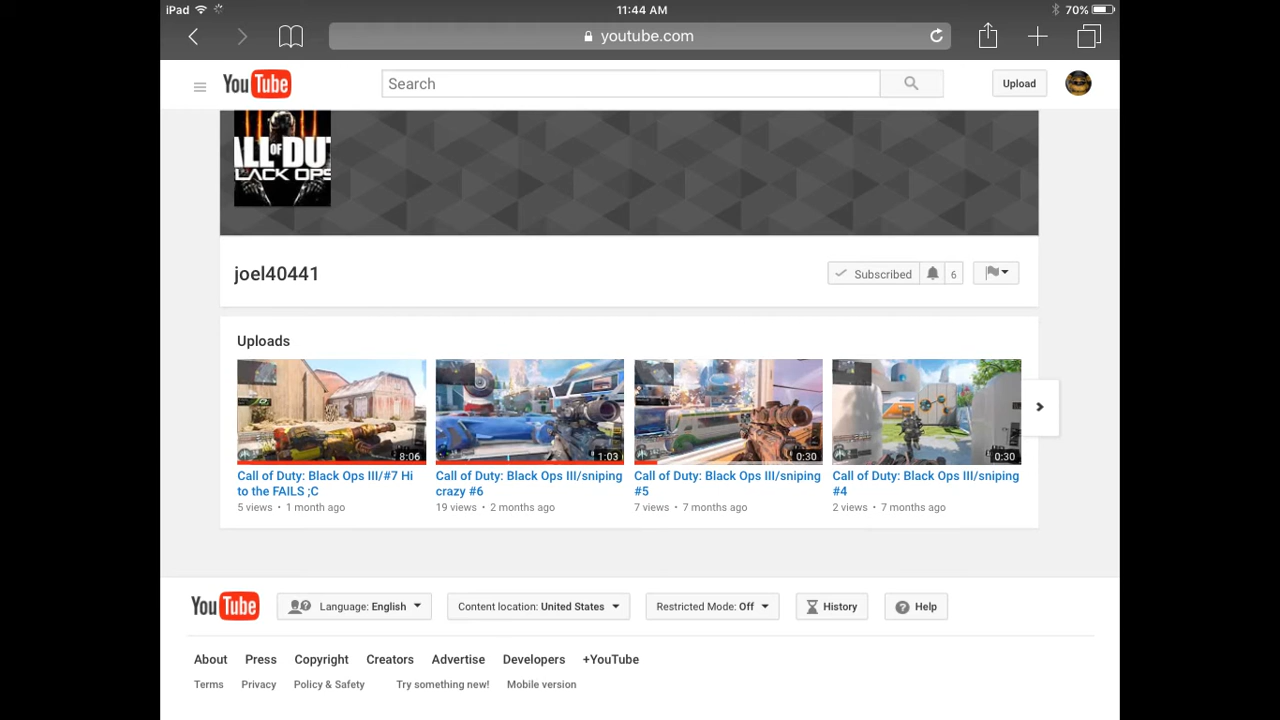 iPad 11:44 AM 70%
youtube.com
YouTube Search Upload
ALL OF DUT
LACK OPS
joel40441 Subscribed 6
Uploads
8:06 1:03 0:30 0:30
Call of Duty: Black Ops III/#7 Hi to the FAILS ;C
5 views • 1 month ago
Call of Duty: Black Ops III/sniping crazy #6
19 views • 2 months ago
Call of Duty: Black Ops III/sniping #5
7 views • 7 months ago
Call of Duty: Black Ops III/sniping #4
2 views • 7 months ago
YouTube Language: English Content location: United States Restricted Mode: Off History Help
About Press Copyright Creators Advertise Developers +YouTube
Terms Privacy Policy & Safety Try something new! Mobile version